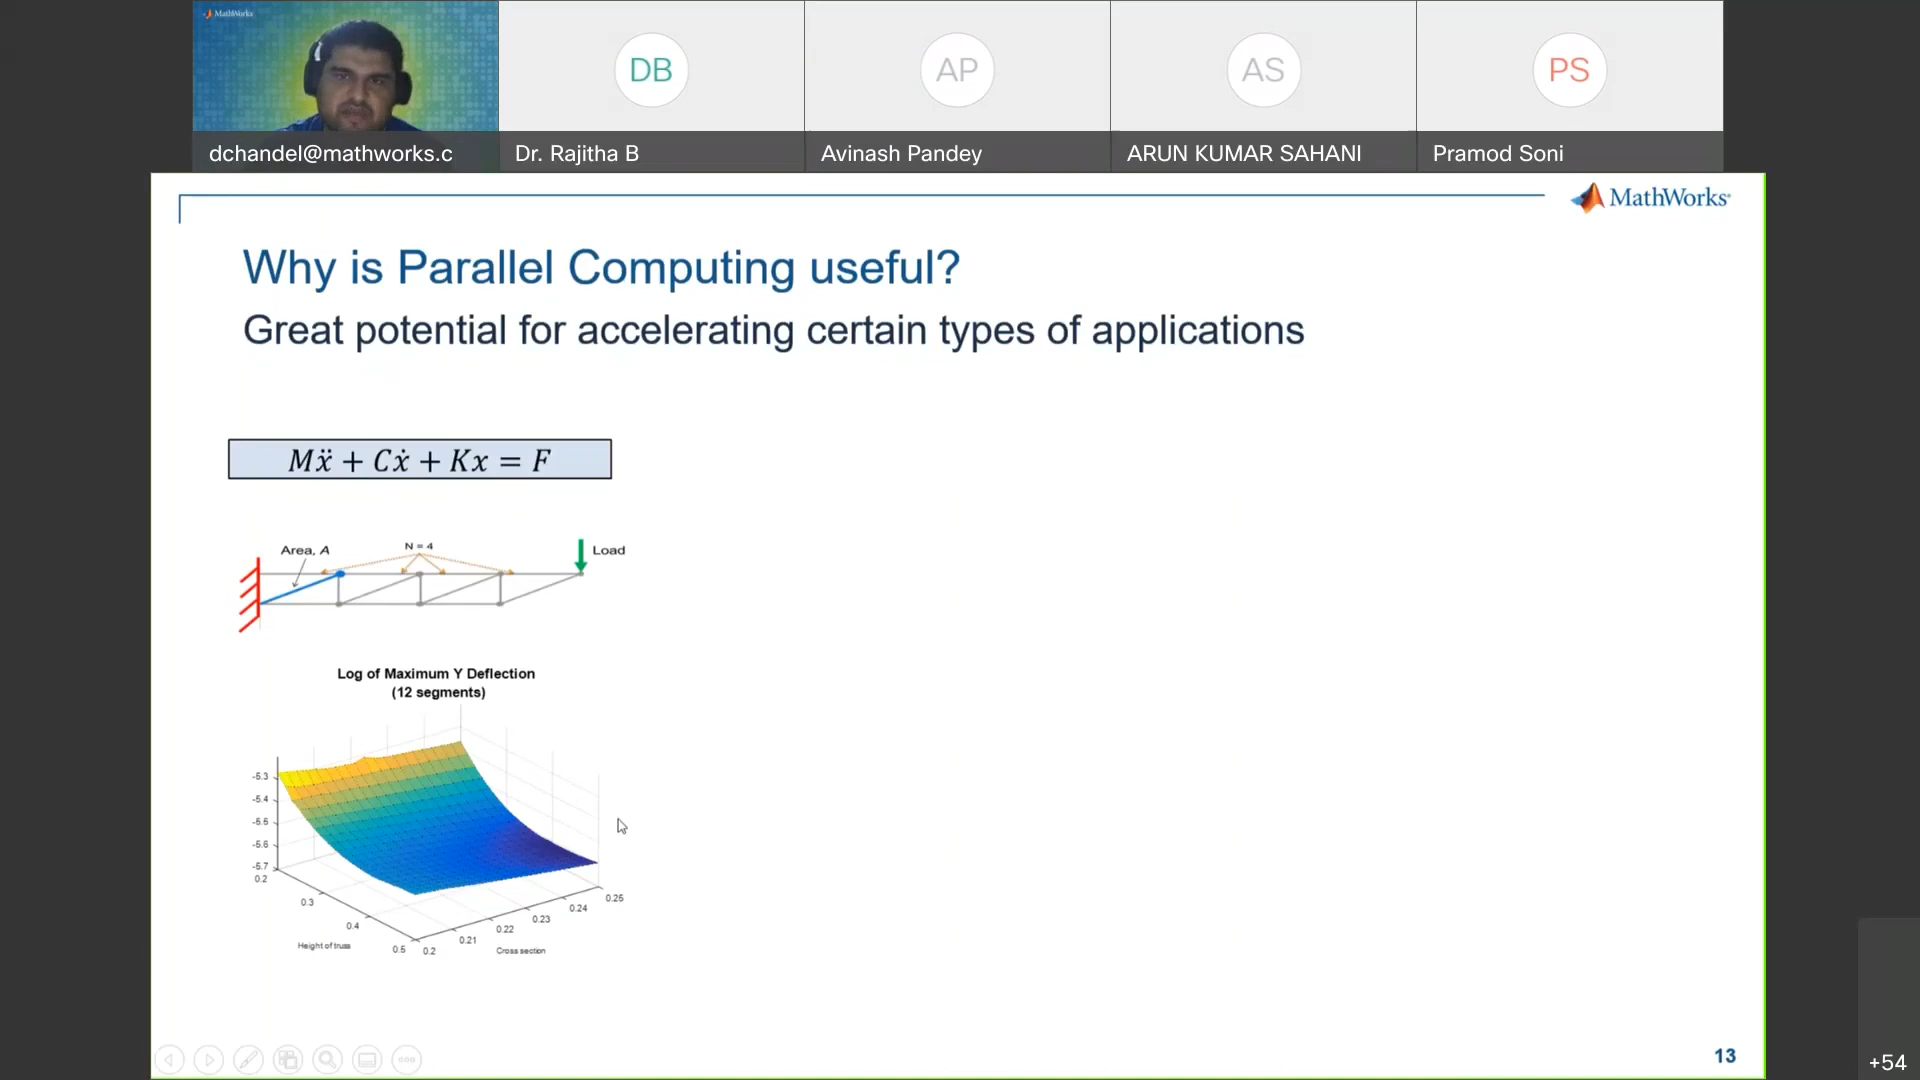 MathWorks
DB
AP
AS
PS
dchandel@mathworks.c
Dr. Rajitha B
Avinash Pandey
ARUN KUMAR SAHANI
Pramod Soni
MathWorks®
Why is Parallel Computing useful?
Great potential for accelerating certain types of applications
Mẍ + Cẋ + Kx = F
Area, A
N = 4
Load
Log of Maximum Y Deflection
(12 segments)
-5.3
-5.4
-5.5
-5.6
-5.7
0.2
0.3
0.4
0.5
Height of truss
0.2
0.21
0.22
0.23
0.24
0.25
Cross section
13
+54